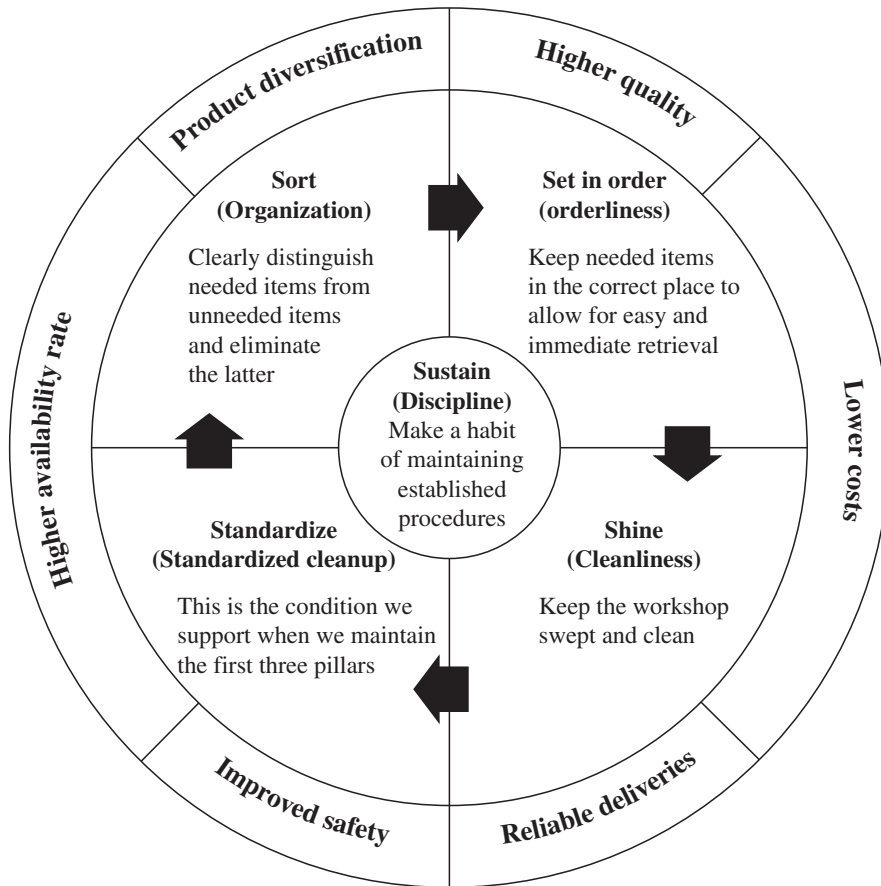 Product diversification
Higher quality
Sort
(Organization)
Clearly distinguish
needed items from
unneeded items
and eliminate
the latter
Set in order
(orderliness)
Keep needed items
in the correct place to
allow for easy and
immediate retrieval
Higher availability rate
Sustain
(Discipline)
Make a habit
of maintaining
established
procedures
Lower costs
Standardize
(Standardized cleanup)
This is the condition we
support when we maintain
the first three pillars
Shine
(Cleanliness)
Keep the workshop
swept and clean
Improved safety
Reliable deliveries